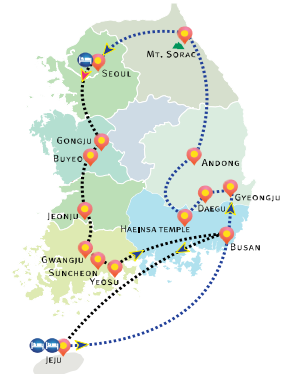 MT. SORAC
SEOUL
GONGJU
BUYEO
ANDONG
GYEONGJU
DAEGU
JEONJU
HAEINSA TEMPLE
BUSAN
GWANGJU
SUNCHEON
YEOSU
JEJU